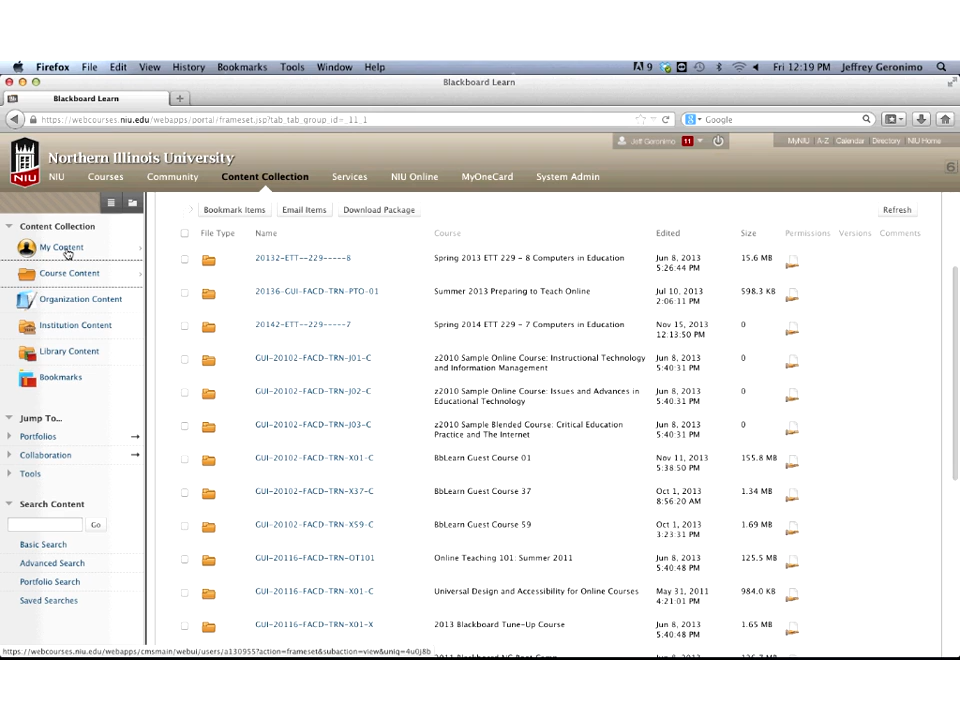 Firefox File Edit View History Bookmarks Tools Window Help 9 Fri 12:19 PM Jeffrey Geronimo
Blackboard Learn
Blackboard Learn
https://webcourses.niu.edu/webapps/portal/frameset.jsp?tab_tab_group_id=_11_1 Google
Jeff Geronimo 11 MyNIU A-Z Calendar Directory NIU Home
Northern Illinois University
NIU
NIU Courses Community Content Collection Services NIU Online MyOneCard System Admin
Bookmark Items Email Items Download Package Refresh
Content Collection
My Content
Course Content
Organization Content
Institution Content
Library Content
Bookmarks
Jump To...
Portfolios
Collaboration
Tools
Search Content
Go
Basic Search
Advanced Search
Portfolio Search
Saved Searches
File Type Name Course Edited Size Permissions Versions Comments
20132-ETT--229-----8 Spring 2013 ETT 229 - 8 Computers in Education Jun 8, 2013 15.6 MB
5:26:44 PM
20136-GUI-FACD-TRN-PTO-01 Summer 2013 Preparing to Teach Online Jul 10, 2013 598.3 KB
2:06:11 PM
20142-ETT--229-----7 Spring 2014 ETT 229 - 7 Computers in Education Nov 15, 2013 0
12:13:50 PM
GUI-20102-FACD-TRN-J01-C z2010 Sample Online Course: Instructional Technology Jun 8, 2013 0
and Information Management 5:40:31 PM
GUI-20102-FACD-TRN-J02-C z2010 Sample Online Course: Issues and Advances in Jun 8, 2013 0
Educational Technology 5:40:31 PM
GUI-20102-FACD-TRN-J03-C z2010 Sample Blended Course: Critical Education Jun 8, 2013 0
Practice and The Internet 5:40:31 PM
GUI-20102-FACD-TRN-X01-C BbLearn Guest Course 01 Nov 11, 2013 155.8 MB
5:38:50 PM
GUI-20102-FACD-TRN-X37-C BbLearn Guest Course 37 Oct 1, 2013 1.34 MB
8:56:20 AM
GUI-20102-FACD-TRN-X59-C BbLearn Guest Course 59 Oct 1, 2013 1.69 MB
3:23:31 PM
GUI-20116-FACD-TRN-OT101 Online Teaching 101: Summer 2011 Jun 8, 2013 125.5 MB
5:40:48 PM
GUI-20116-FACD-TRN-X01-C Universal Design and Accessibility for Online Courses May 31, 2011 984.0 KB
4:21:01 PM
GUI-20116-FACD-TRN-X01-X 2013 Blackboard Tune-Up Course Jun 8, 2013 1.65 MB
5:40:48 PM
https://webcourses.niu.edu/webapps/cmsmain/webui/users/a130955?action=frameset&subaction=view&uniq=4u0j8b